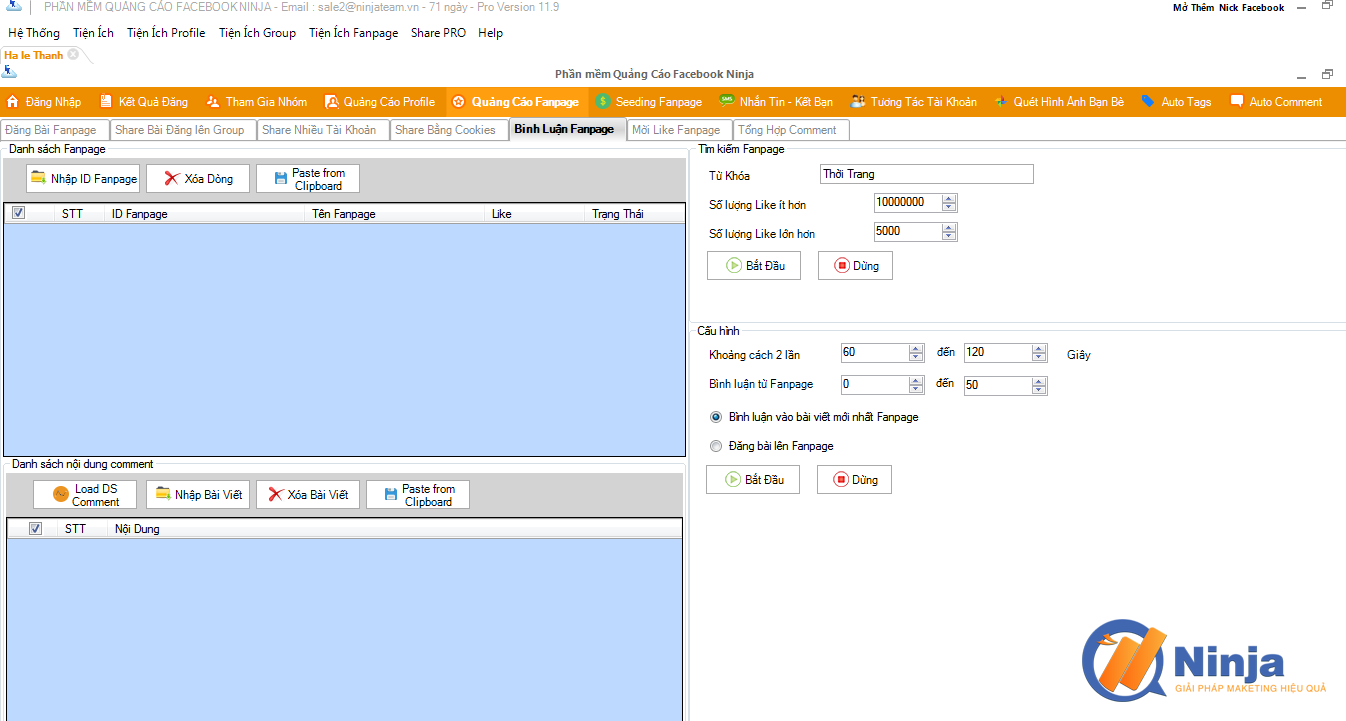 PHẦN MỀM QUẢNG CÁO FACEBOOK NINJA - Email : sale2@ninjateam.vn - 71 ngày - Pro Version 11.9
Mở Thêm Nick Facebook
Hệ Thống Tiện Ích Tiện Ích Profile Tiện Ích Group Tiện Ích Fanpage Share PRO Help
Ha le Thanh
Phần mềm Quảng Cáo Facebook Ninja
Đăng Nhập Kết Quả Đăng Tham Gia Nhóm Quảng Cáo Profile Quảng Cáo Fanpage Seeding Fanpage SMS Nhắn Tin - Kết Bạn Tương Tác Tài Khoản Quét Hình Ảnh Bạn Bè Auto Tags Auto Comment
Đăng Bài Fanpage Share Bài Đăng lên Group Share Nhiều Tài Khoản Share Bằng Cookies Bình Luận Fanpage Mời Like Fanpage Tổng Hợp Comment
Danh sách Fanpage
Nhập ID Fanpage Xóa Dòng Paste from Clipboard
STT ID Fanpage Tên Fanpage Like Trạng Thái
Danh sách nội dung comment
Load DS Comment Nhập Bài Viết Xóa Bài Viết Paste from Clipboard
STT Nội Dung
Tìm kiếm Fanpage
Từ Khóa Thời Trang
Số lượng Like ít hơn 10000000
Số lượng Like lớn hơn 5000
Bắt Đầu Dừng
Cấu hình
Khoảng cách 2 lần 60 đến 120 Giây
Bình luận từ Fanpage 0 đến 50
Bình luận vào bài viết mới nhất Fanpage
Đăng bài lên Fanpage
Bắt Đầu Dừng
Ninja
GIẢI PHÁP MAKETING HIỆU QUẢ